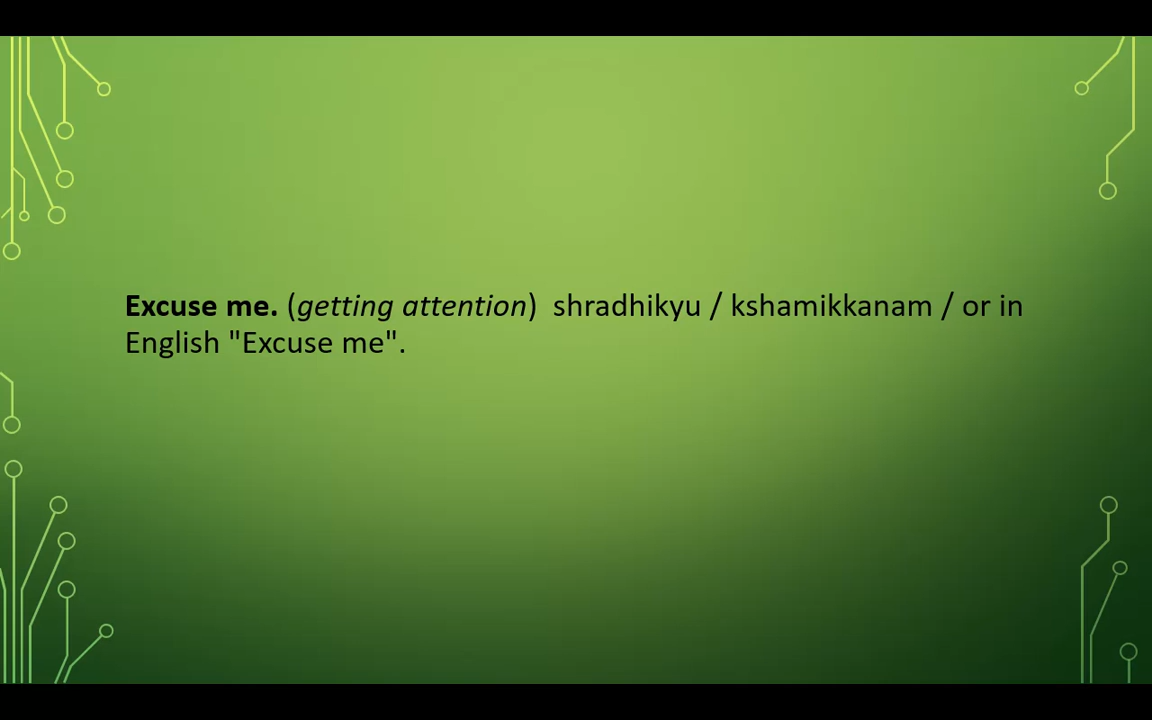 Excuse me. (getting attention)  shradhikyu / kshamikkanam / or in
English "Excuse me".